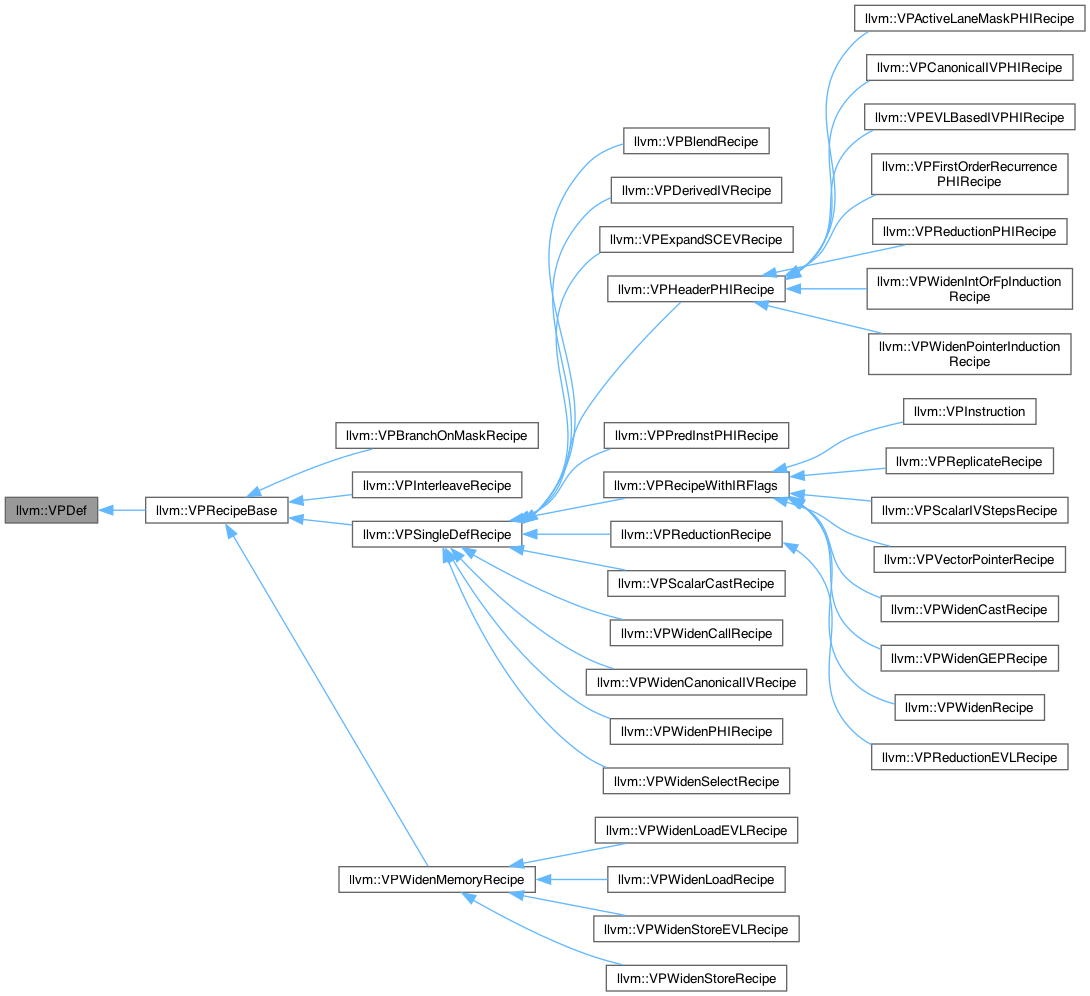 llvm::VPActiveLaneMaskPHIRecipe
llvm::VPCanonicalIVPHIRecipe
llvm::VPEVLBasedIVPHIRecipe
llvm::VPBlendRecipe
llvm::VPFirstOrderRecurrence
PHIRecipe
llvm::VPDerivedIVRecipe
llvm::VPReductionPHIRecipe
llvm::VPExpandSCEVRecipe
llvm::VPHeaderPHIRecipe
llvm::VPWidenIntOrFpInduction
Recipe
llvm::VPWidenPointerInduction
Recipe
llvm::VPInstruction
llvm::VPBranchOnMaskRecipe
llvm::VPPredInstPHIRecipe
llvm::VPReplicateRecipe
llvm::VPInterleaveRecipe
llvm::VPRecipeWithIRFlags
llvm::VPDef
llvm::VPRecipeBase
llvm::VPScalarIVStepsRecipe
llvm::VPSingleDefRecipe
llvm::VPReductionRecipe
llvm::VPVectorPointerRecipe
llvm::VPScalarCastRecipe
llvm::VPWidenCastRecipe
llvm::VPWidenCallRecipe
llvm::VPWidenGEPRecipe
llvm::VPWidenCanonicalIVRecipe
llvm::VPWidenRecipe
llvm::VPWidenPHIRecipe
llvm::VPReductionEVLRecipe
llvm::VPWidenSelectRecipe
llvm::VPWidenLoadEVLRecipe
llvm::VPWidenMemoryRecipe
llvm::VPWidenLoadRecipe
llvm::VPWidenStoreEVLRecipe
llvm::VPWidenStoreRecipe